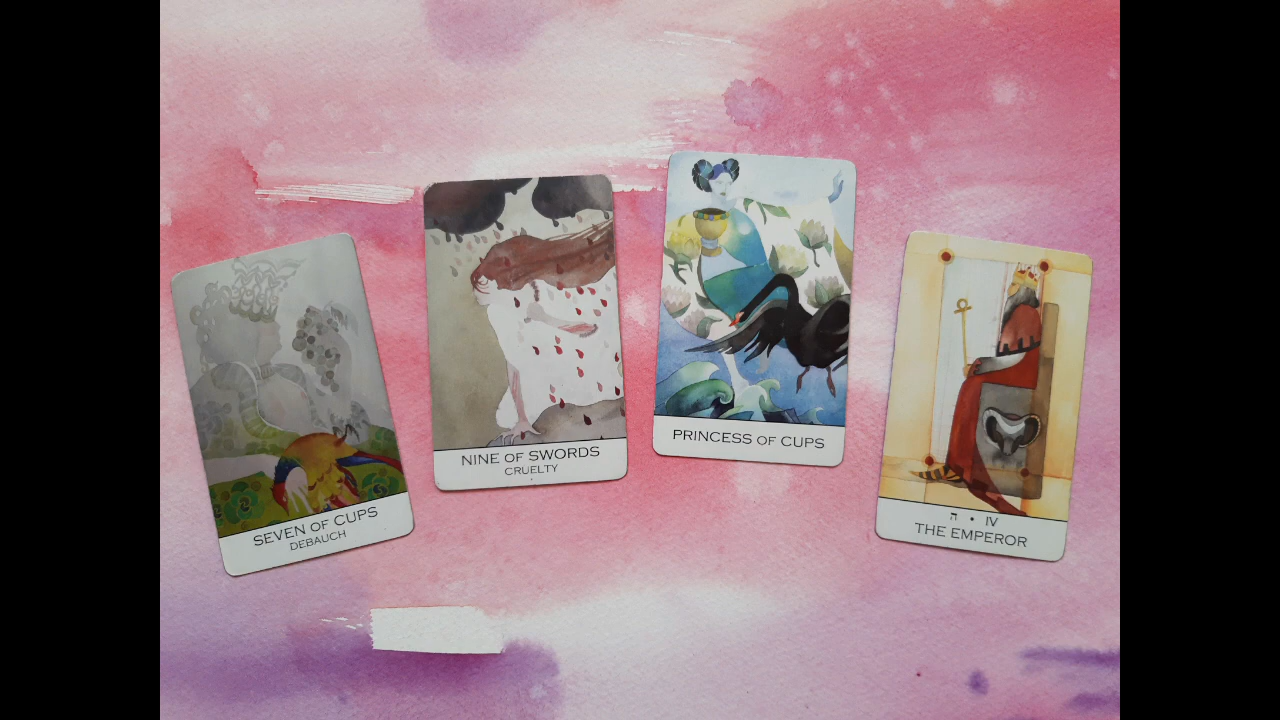 SEVEN OF CUPS
DEBAUCH
NINE OF SWORDS
CRUELTY
PRINCESS OF CUPS
ה • IV
THE EMPEROR